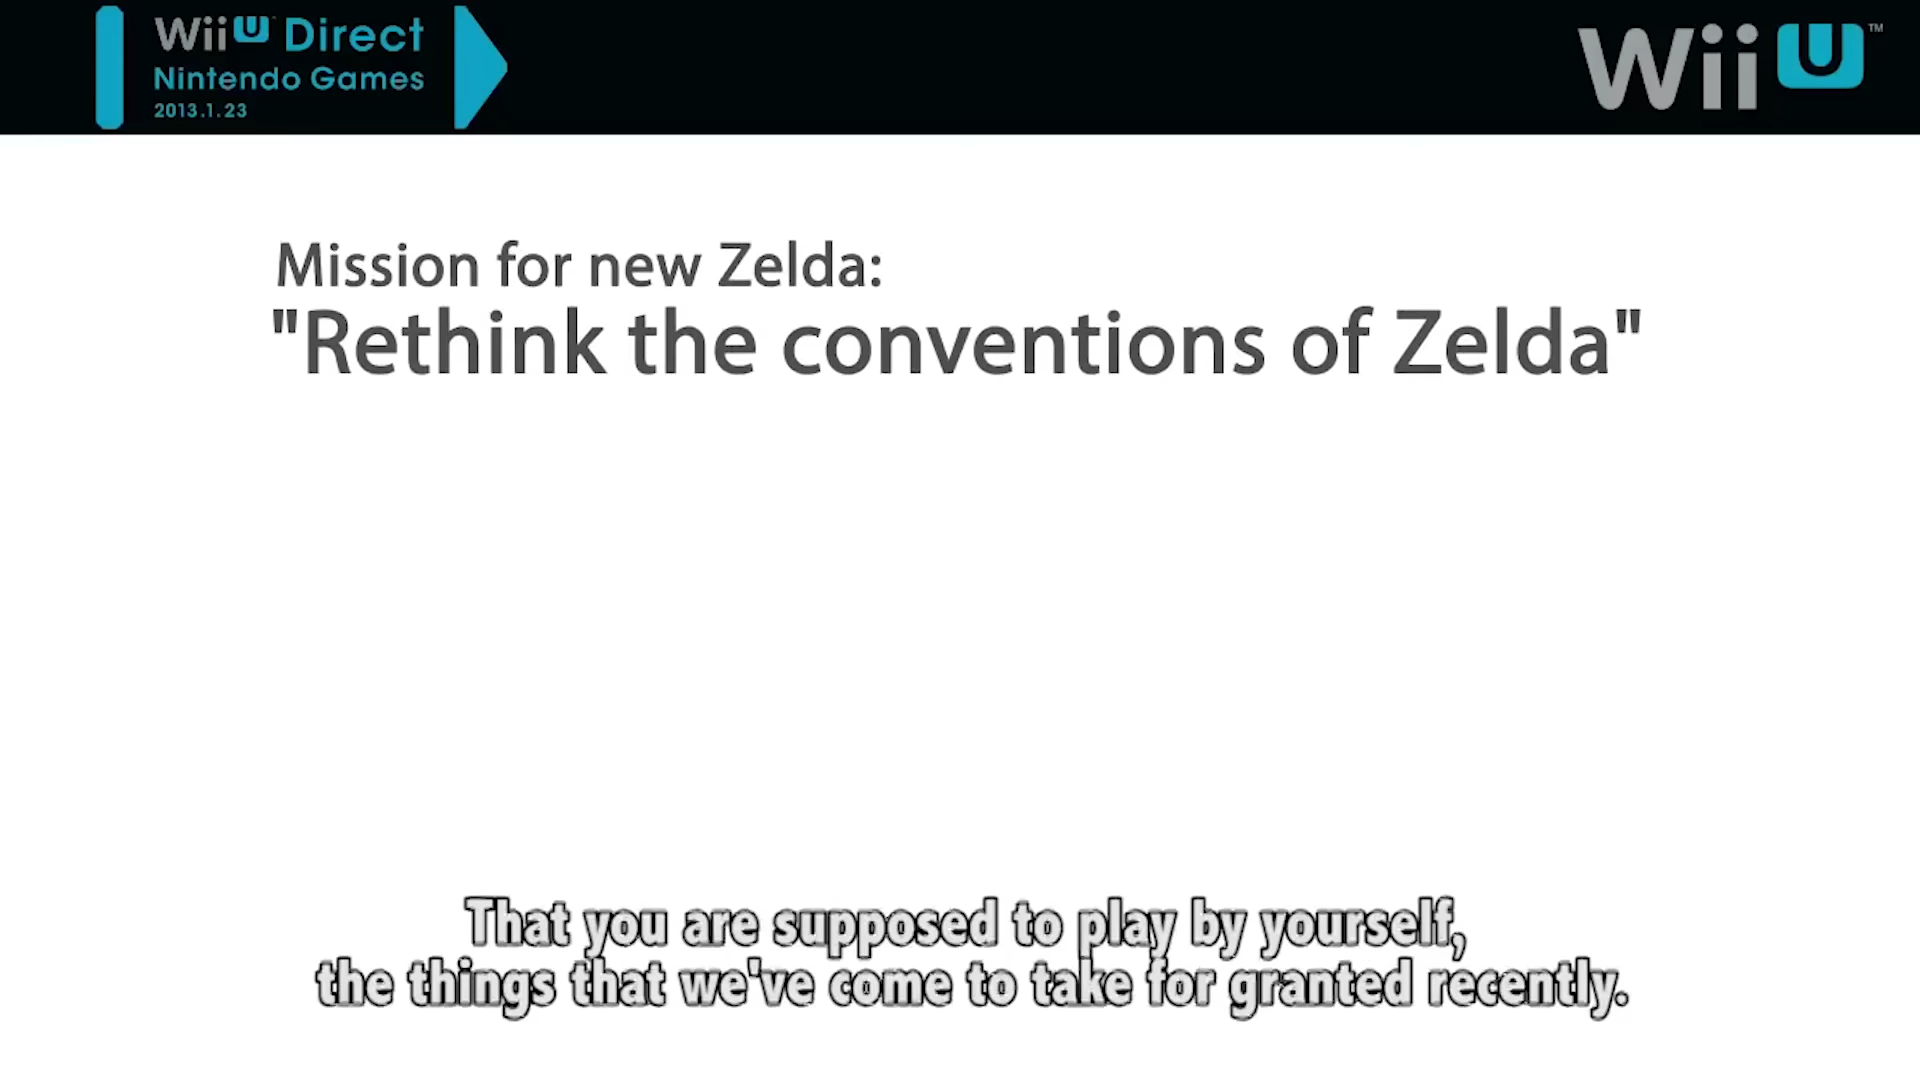 Wii U Direct
Nintendo Games
2013.1.23
Wii U™
Mission for new Zelda:
"Rethink the conventions of Zelda"
That you are supposed to play by yourself,
the things that we've come to take for granted recently.